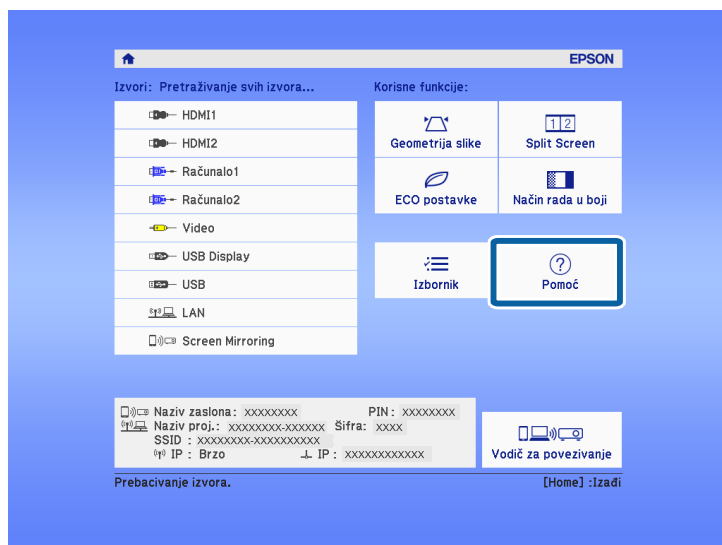 EPSON
Izvori: Pretraživanje svih izvora...
HDMI1
HDMI2
Računalo1
Računalo2
Video
USB Display
USB
LAN
Screen Mirroring
Korisne funkcije:
Geometrija slike
1 2
Split Screen
ECO postavke
Način rada u boji
Izbornik
?
Pomoć
Naziv zaslona: xxxxxxxx PIN: xxxxxxxx
Naziv proj.: xxxxxxxx-xxxxxx Šifra: xxxx
SSID : xxxxxxxx-xxxxxxxxxx
IP : Brzo IP : xxxxxxxxxxxx
Vodič za povezivanje
Prebacivanje izvora. [Home] :Izađi